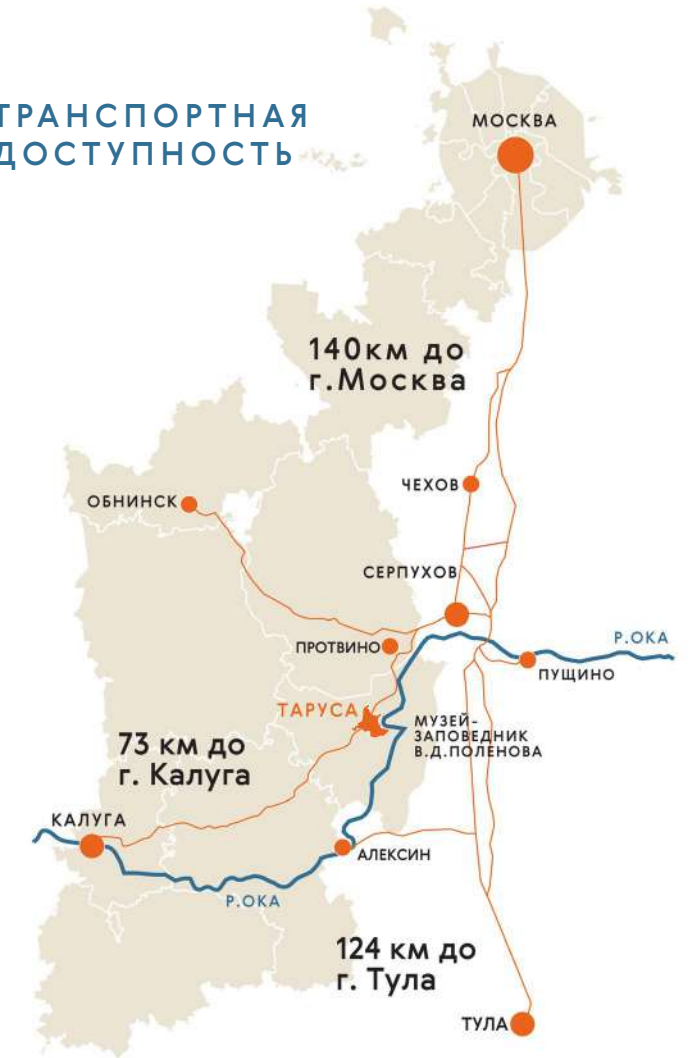 ТРАНСПОРТНАЯ
ДОСТУПНОСТЬ
МОСКВА
140км до
г.Москва
ЧЕХОВ
ОБНИНСК
СЕРПУХОВ
Р.ОКА
ПРОТВИНО
ПУЩИНО
ТАРУСА
МУЗЕЙ-
ЗАПОВЕДНИК
В.Д.ПОЛЕНОВА
73 км до
г. Калуга
КАЛУГА
АЛЕКСИН
Р.ОКА
124 км до
г. Тула
ТУЛА